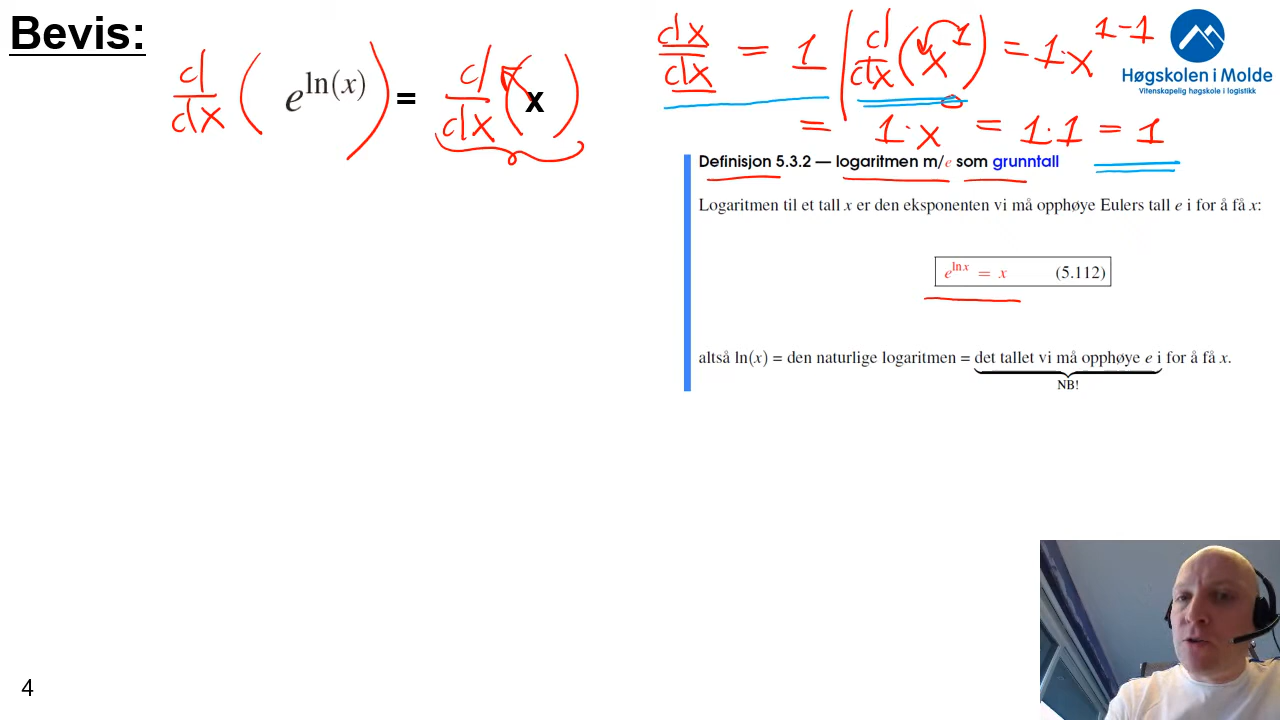 Bevis:
d/dx ( e^ln(x) ) = d/dx ( x )
dx/dx = 1 | d/dx (x^1) = 1·x^1-1
= 1·x = 1·1 = 1
Høgskolen i Molde
Vitenskapelig høgskole i logistikk
Definisjon 5.3.2 — logaritmen m/e som grunntall
Logaritmen til et tall x er den eksponenten vi må opphøye Eulers tall e i for å få x:
e^ln x = x (5.112)
altså ln(x) = den naturlige logaritmen = det tallet vi må opphøye e i for å få x.
NB!
4